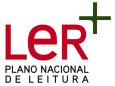 LeR+
PLANO NACIONAL
DE LEITURA